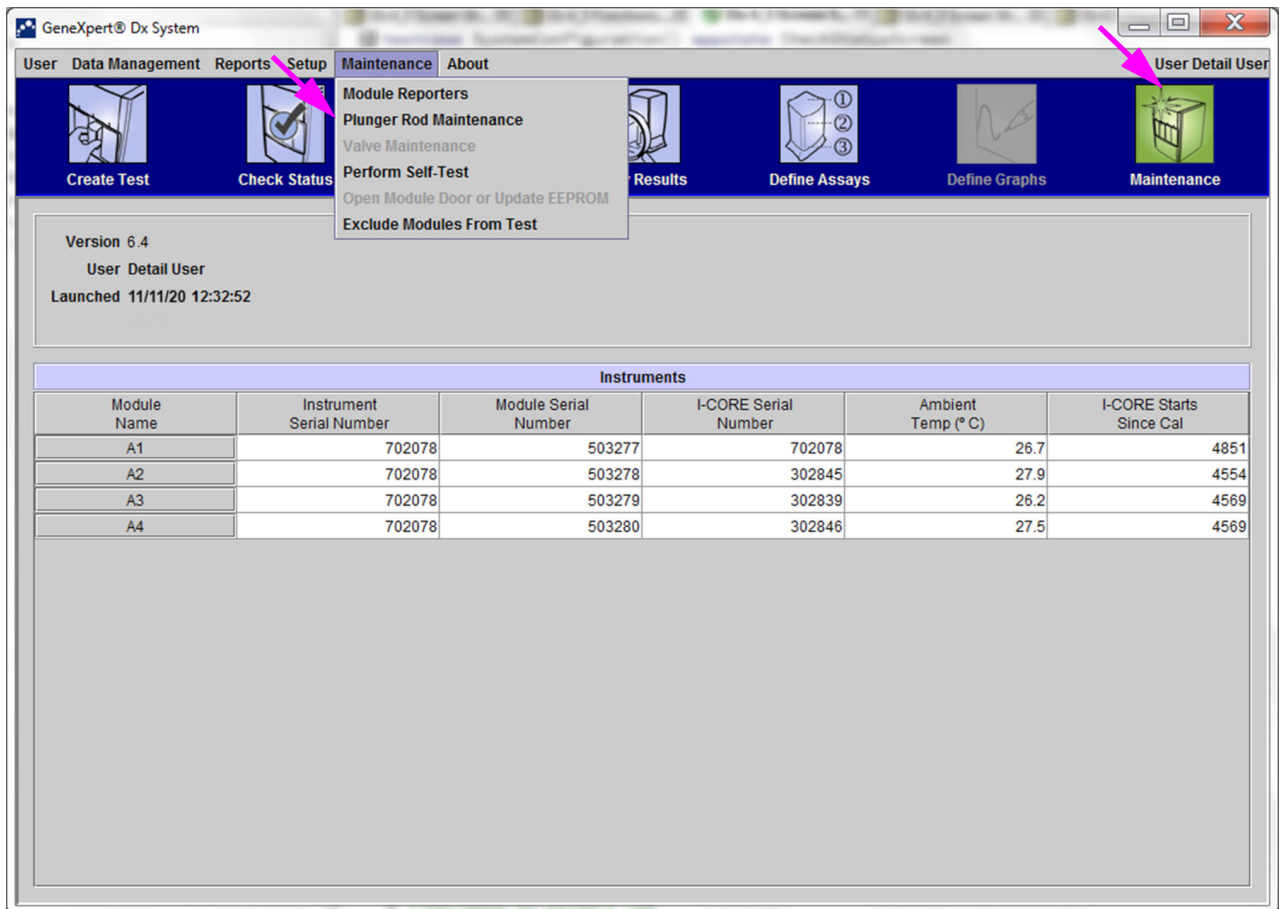 GeneXpert® Dx System
User Data Management Reports Setup Maintenance About User Detail User
Module Reporters
Plunger Rod Maintenance
Valve Maintenance
Perform Self-Test
Open Module Door or Update EEPROM
Exclude Modules From Test
1
2
3
Create Test Check Status Results Define Assays Define Graphs Maintenance
Version 6.4
User Detail User
Launched 11/11/20 12:32:52
Instruments
Module Name Instrument Serial Number Module Serial Number I-CORE Serial Number Ambient Temp (° C) I-CORE Starts Since Cal
A1 702078 503277 702078 26.7 4851
A2 702078 503278 302845 27.9 4554
A3 702078 503279 302839 26.2 4569
A4 702078 503280 302846 27.5 4569